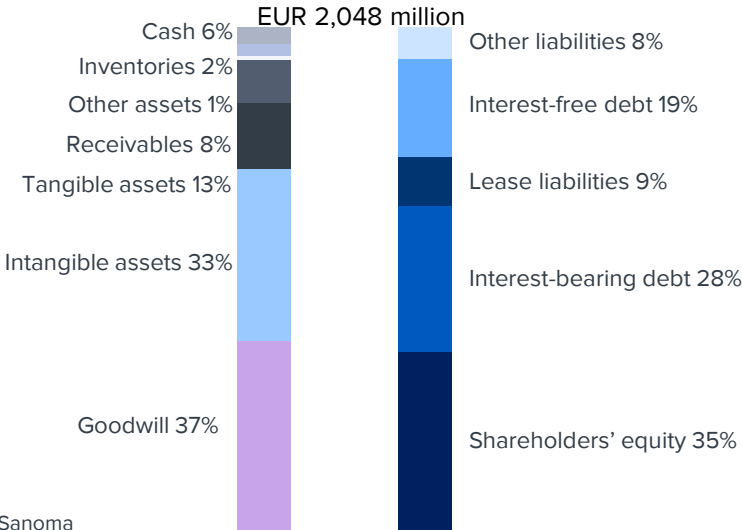 EUR 2,048 million
Cash 6%
Inventories 2%
Other assets 1%
Receivables 8%
Tangible assets 13%
Intangible assets 33%
Goodwill 37%
Other liabilities 8%
Interest-free debt 19%
Lease liabilities 9%
Interest-bearing debt 28%
Shareholders’ equity 35%
Sanoma